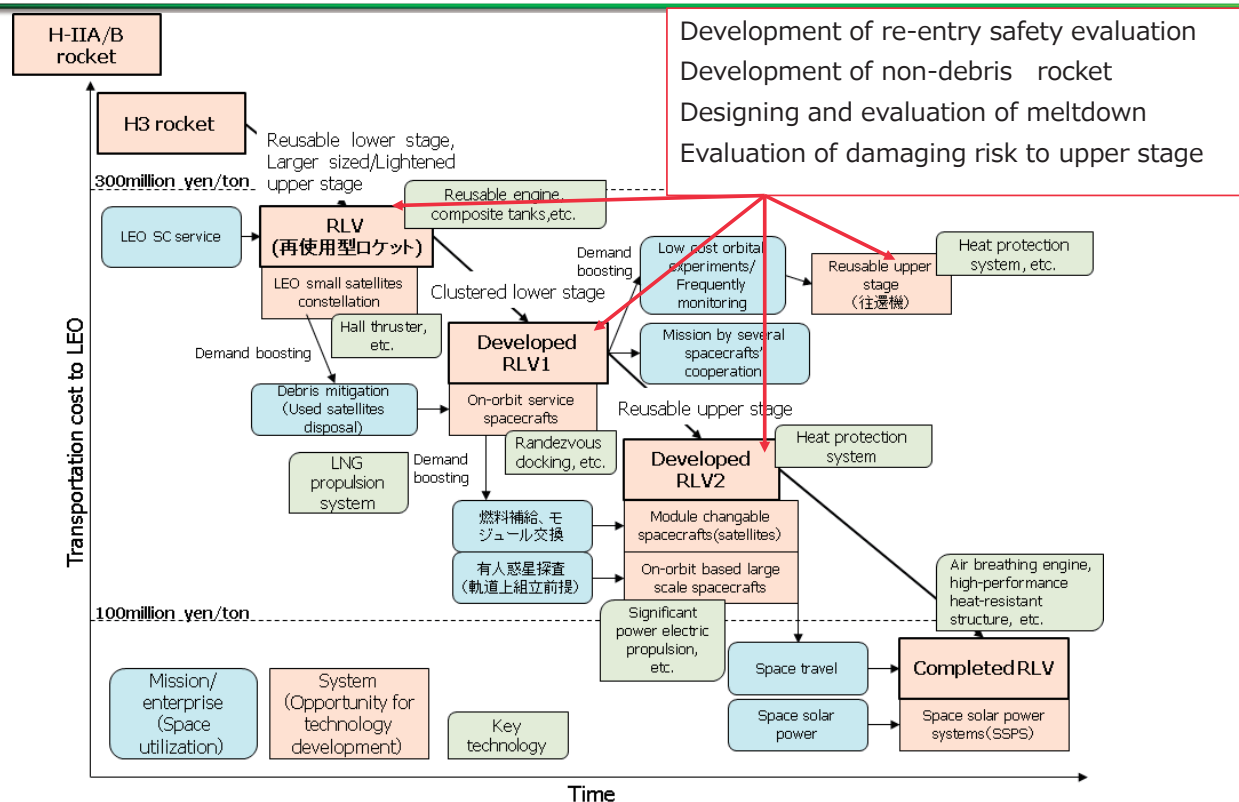 H-IIA/B
rocket
Development of re-entry safety evaluation
Development of non-debris rocket
Designing and evaluation of meltdown
Evaluation of damaging risk to upper stage
H3 rocket
Reusable lower stage,
Larger sized/Lightened
upper stage
300million yen/ton
Reusable engine,
composite tanks,etc.
LEO SC service
RLV
(再使用型ロケット)
LEO small satellites
constellation
Hall thruster,
etc.
Clustered lower stage
Demand
boosting
Low cost orbital
experiments/
Frequently
monitoring
Reusable upper
stage
(往還機)
Heat protection
system, etc.
Demand boosting
Developed
RLV1
Mission by several
spacecrafts'
cooperation
Debris mitigation
(Used satellites
disposal)
On-orbit service
spacecrafts
Reusable upper stage
Randezvous
docking, etc.
LNG
propulsion
system
Demand
boosting
Developed
RLV2
Heat protection
system
燃料補給、モ
ジュール交換
Module changable
spacecrafts(satellites)
有人惑星探査
(軌道上組立前提)
On-orbit based large
scale spacecrafts
Air breathing engine,
high-performance
heat-resistant
structure, etc.
100million yen/ton
Significant
power electric
propulsion,
etc.
Space travel
Completed RLV
Space solar
power
Space solar power
systems(SSPS)
Mission/
enterprise
(Space
utilization)
System
(Opportunity for
technology
development)
Key
technology
Transportation cost to LEO
Time